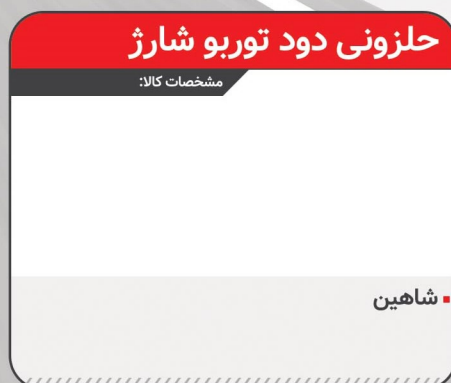 حلزونی دود توربو شارژ
مشخصات کالا:
شاهین